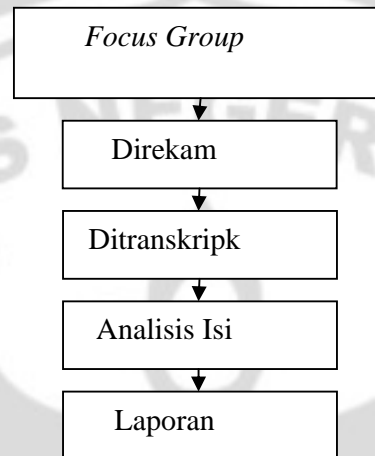 Focus Group
Direkam
Ditranskripk
Analisis Isi
Laporan